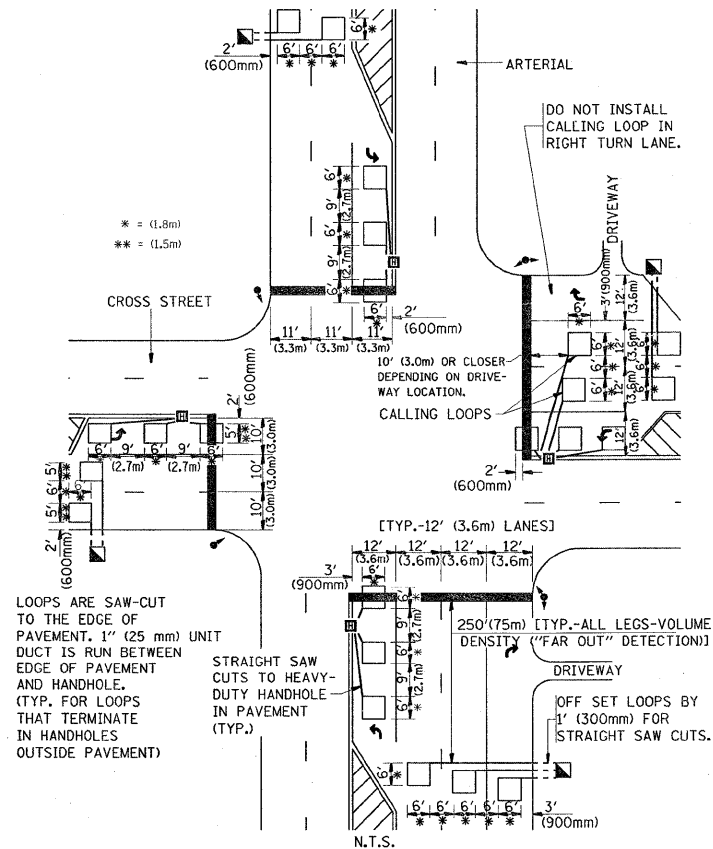 6' 6' 6'
* * *
6' *
2'
(600mm)
ARTERIAL
DO NOT INSTALL
CALLING LOOP IN
RIGHT TURN LANE.
DRIVEWAY
* = (1.8m)
** = (1.5m)
6' *
9' (2.7m)
6' *
9' (2.7m)
6' *
H
6'
*
2'
(600mm)
CROSS STREET
11' 11' 11'
(3.3m) (3.3m) (3.3m)
3'(900mm)
12'
(3.6m)
6'
*
12'
(3.6m)
12'
(3.6m)
12'
(3.6m)
6' *
6' *
6' *
10' (3.0m) OR CLOSER
DEPENDING ON DRIVE-
WAY LOCATION.
CALLING LOOPS
H
2'
(600mm)
2'
(600mm)
H
5' **
10'
(3.0m)
10'
(3.0m)
10'
(3.0m)
9' 6' 9' 6'
(2.7m) * (2.7m) *
5' **
6' *
5' **
6'
*
2'
(600mm)
[TYP.-12' (3.6m) LANES]
12' 12' 12' 12'
(3.6m) (3.6m) (3.6m) (3.6m)
3'
(900mm)
6'
*
6' *
9' (2.7m)
6' *
9' (2.7m)
6' *
H
250'(75m) [TYP.-ALL LEGS-VOLUME
DENSITY ("FAR OUT" DETECTION)]
DRIVEWAY
LOOPS ARE SAW-CUT
TO THE EDGE OF
PAVEMENT. 1" (25 mm) UNIT
DUCT IS RUN BETWEEN
EDGE OF PAVEMENT
AND HANDHOLE.
(TYP. FOR LOOPS
THAT TERMINATE
IN HANDHOLES
OUTSIDE PAVEMENT)
STRAIGHT SAW
CUTS TO HEAVY-
DUTY HANDHOLE
IN PAVEMENT
(TYP.)
OFF SET LOOPS BY
1' (300mm) FOR
STRAIGHT SAW CUTS.
6' *
6' 6' 6' 6' 6'
* * * * *
3'
(900mm)
N.T.S.